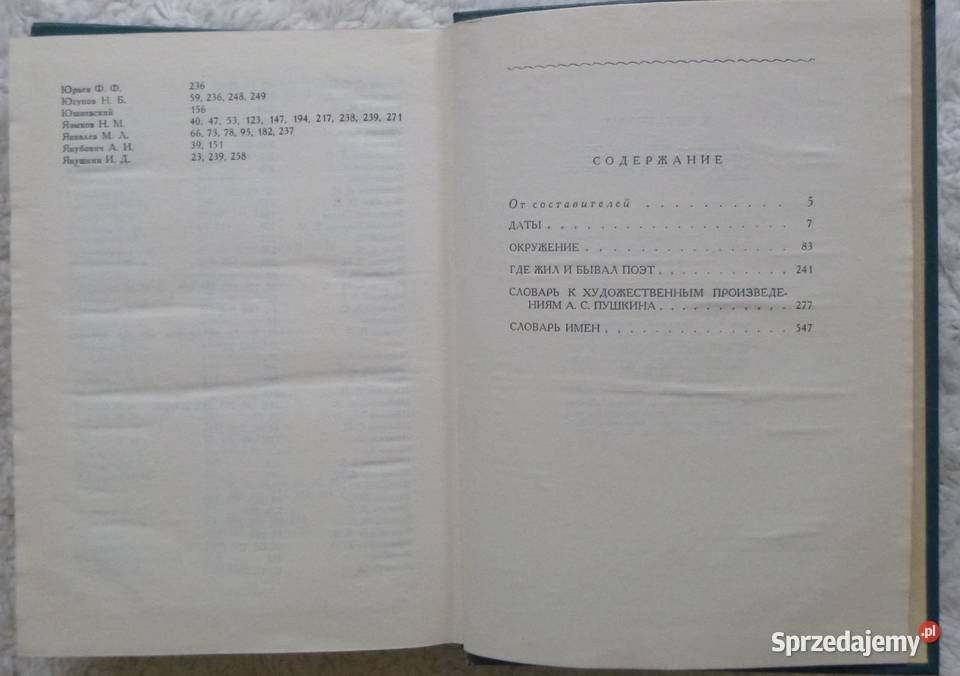 Юрьев Ф. Ф. 236
Юсупов Н. Б. 59, 236, 248, 249
Юшневский 156
Языков Н. М. 40, 47, 53, 123, 147, 194, 217, 238, 239, 271
Яковлев М. Л. 66, 73, 78, 95, 182, 237
Якубович А. И. 39, 151
Якушкин И. Д. 23, 239, 258
СОДЕРЖАНИЕ
От составителей . . . . . . . . . . . 5
ДАТЫ . . . . . . . . . . . . . . . . . . . 7
ОКРУЖЕНИЕ . . . . . . . . . . . . . . . . 83
ГДЕ ЖИЛ И БЫВАЛ ПОЭТ . . . . . . . . . . 241
СЛОВАРЬ К ХУДОЖЕСТВЕННЫМ ПРОИЗВЕДЕ-
НИЯМ А. С. ПУШКИНА . . . . . . . . . . 277
СЛОВАРЬ ИМЕН . . . . . . . . . . . . . . 547
Sprzedajemy.pl